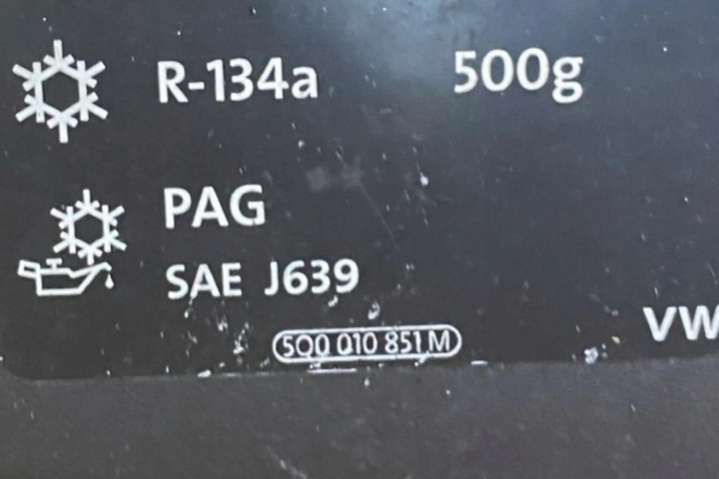 R-134a 500g
PAG
SAE J639
5Q0 010 851 M
VW